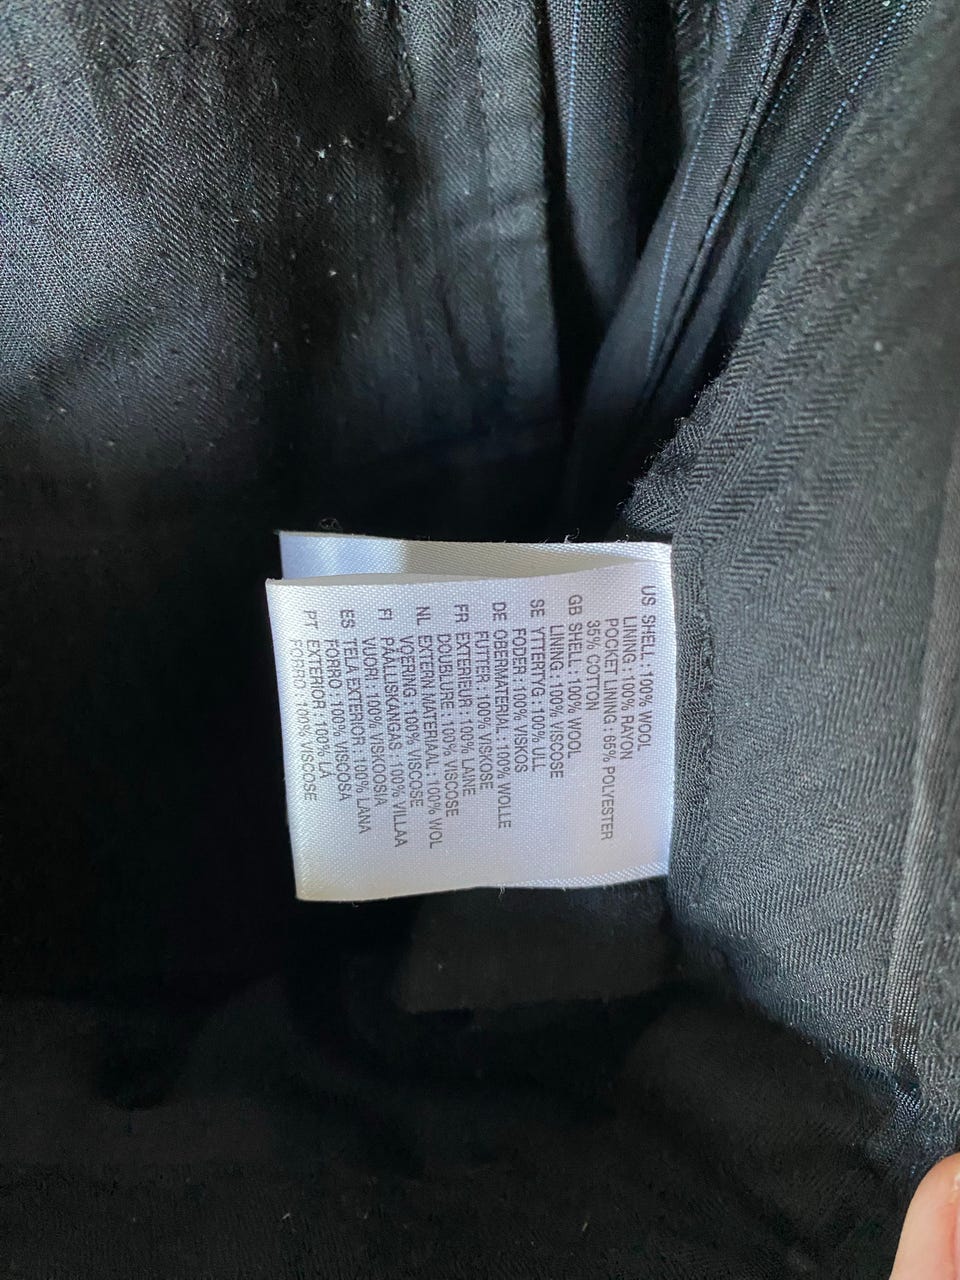 US SHELL : 100% WOOL
LINING : 100% RAYON
POCKET LINING : 65% POLYESTER
35% COTTON
GB SHELL : 100% WOOL
LINING : 100% VISCOSE
SE YTTERTYG : 100% ULL
FODER : 100% VISKOS
DE OBERMATERIAL : 100% WOLLE
FUTTER : 100% VISKOSE
FR EXTERIEUR : 100% LAINE
DOUBLURE : 100% VISCOSE
NL EXTERN MATERIAAL : 100% WOL
VOERING : 100% VISCOSE
FI PÄÄLLISKANGAS : 100% VILLAA
VUORI : 100% VISKOOSIA
ES TELA EXTERIOR : 100% LANA
FORRO : 100% VISCOSA
PT EXTERIOR : 100% LÃ
FORRO : 100% VISCOSE